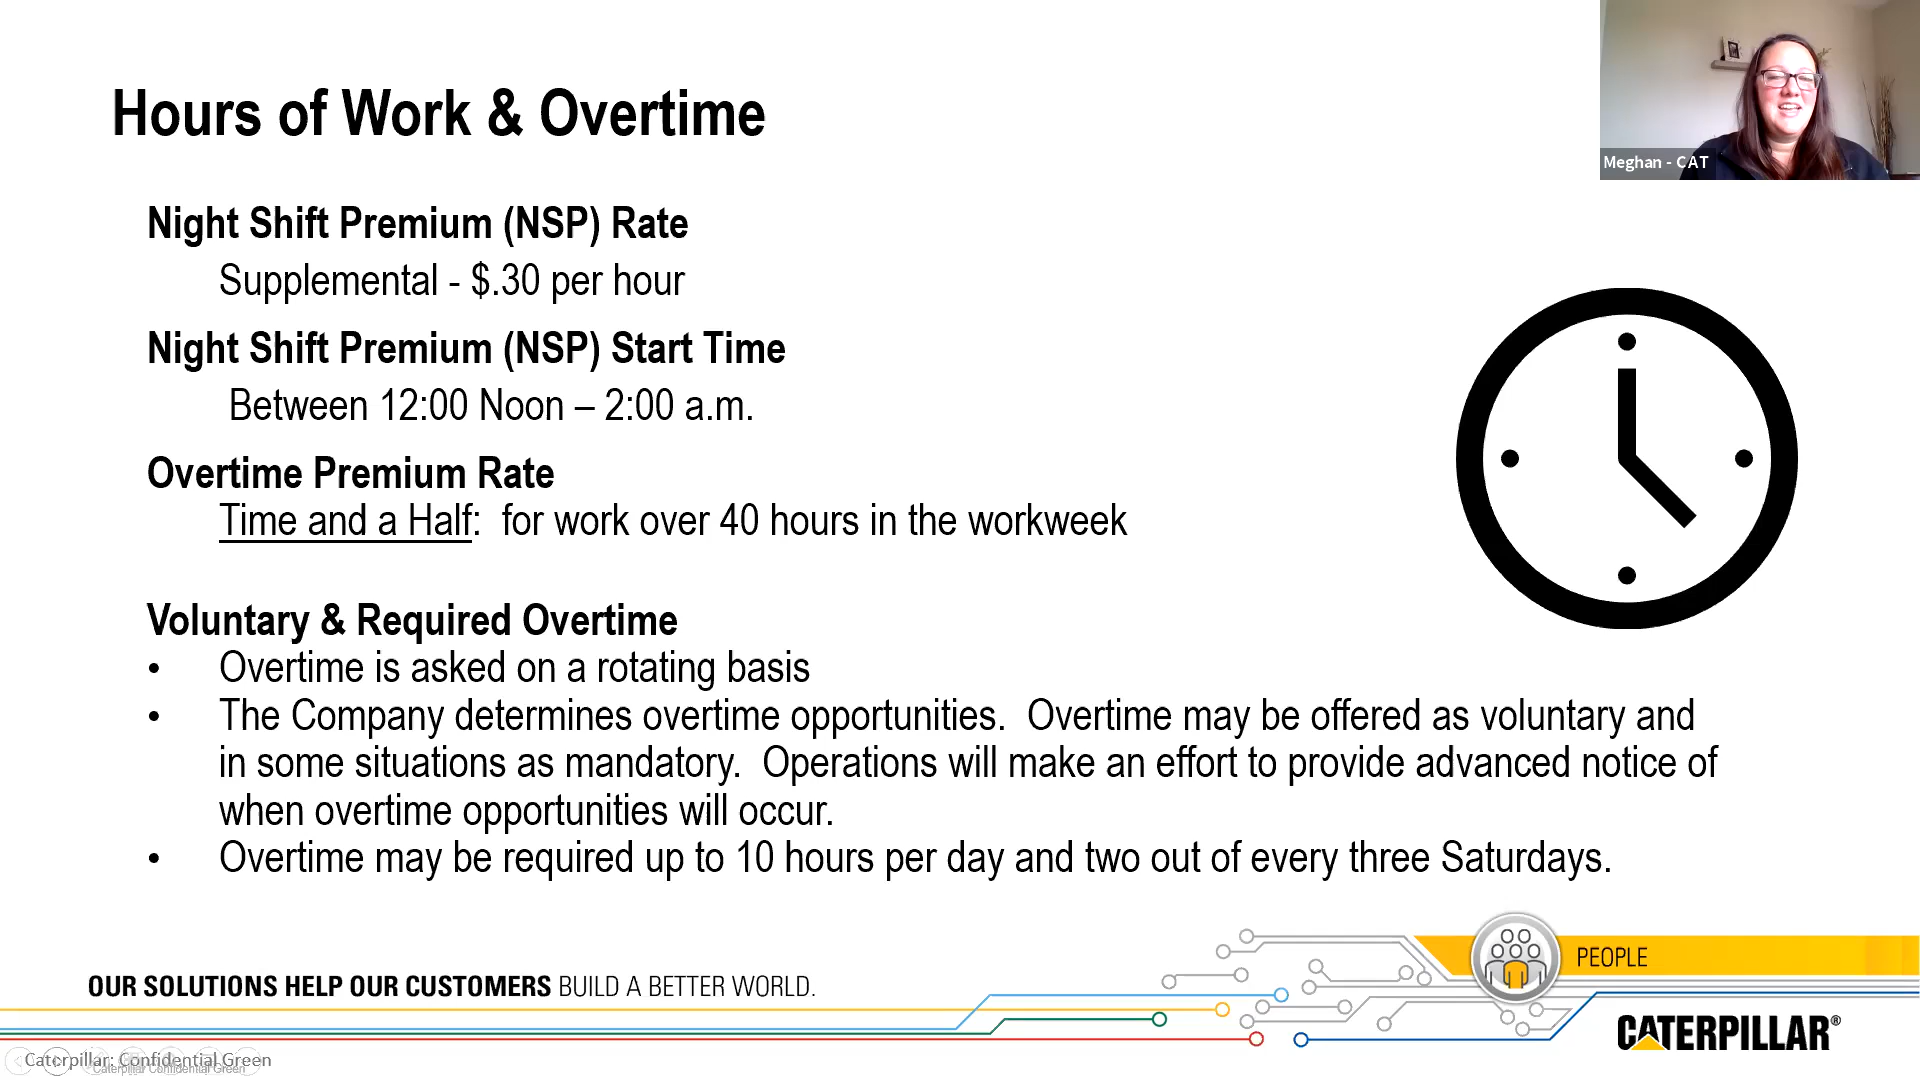 Hours of Work & Overtime
Meghan - CAT
Night Shift Premium (NSP) Rate
Supplemental - $.30 per hour
Night Shift Premium (NSP) Start Time
Between 12:00 Noon – 2:00 a.m.
Overtime Premium Rate
Time and a Half:  for work over 40 hours in the workweek
Voluntary & Required Overtime
• Overtime is asked on a rotating basis
• The Company determines overtime opportunities.  Overtime may be offered as voluntary and
in some situations as mandatory.  Operations will make an effort to provide advanced notice of
when overtime opportunities will occur.
• Overtime may be required up to 10 hours per day and two out of every three Saturdays.
PEOPLE
OUR SOLUTIONS HELP OUR CUSTOMERS BUILD A BETTER WORLD.
CATERPILLAR®
Caterpillar: Confidential Green
Caterpillar Confidential Green